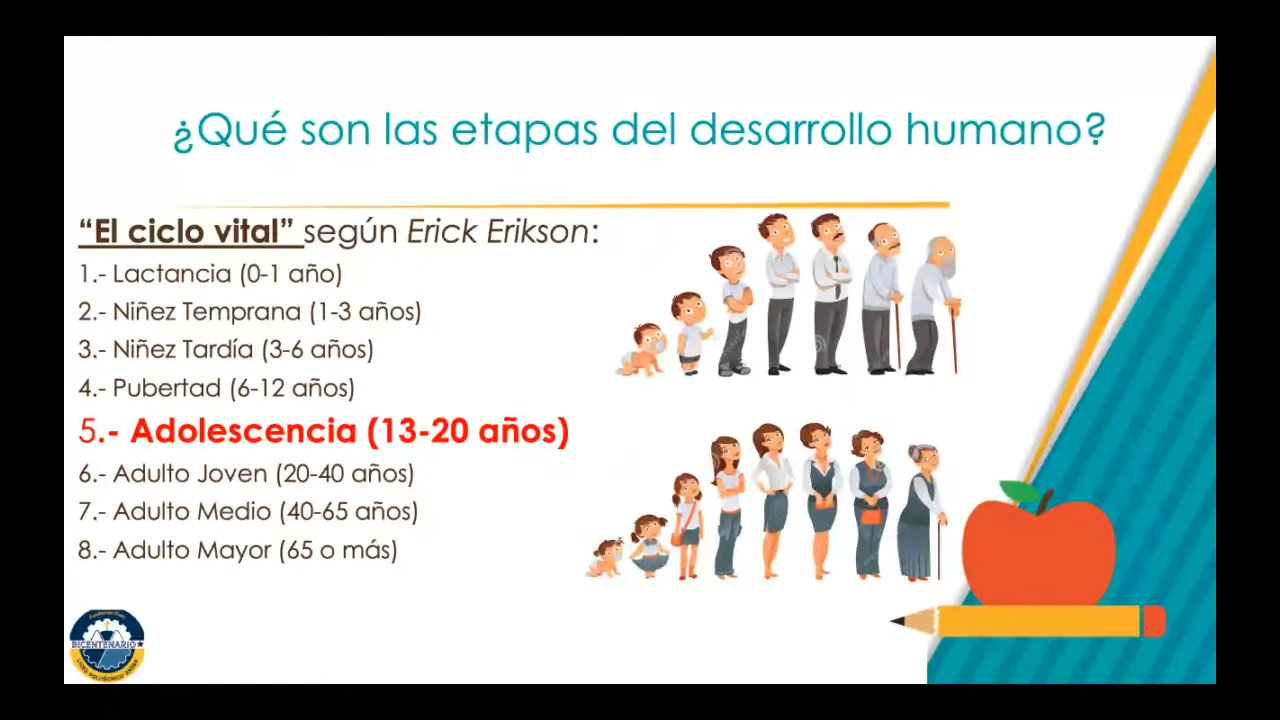 ¿Qué son las etapas del desarrollo humano?
“El ciclo vital” según Erick Erikson:
1.- Lactancia (0-1 año)
2.- Niñez Temprana (1-3 años)
3.- Niñez Tardía (3-6 años)
4.- Pubertad (6-12 años)
5.- Adolescencia (13-20 años)
6.- Adulto Joven (20-40 años)
7.- Adulto Medio (40-65 años)
8.- Adulto Mayor (65 o más)
BICENTENARIO